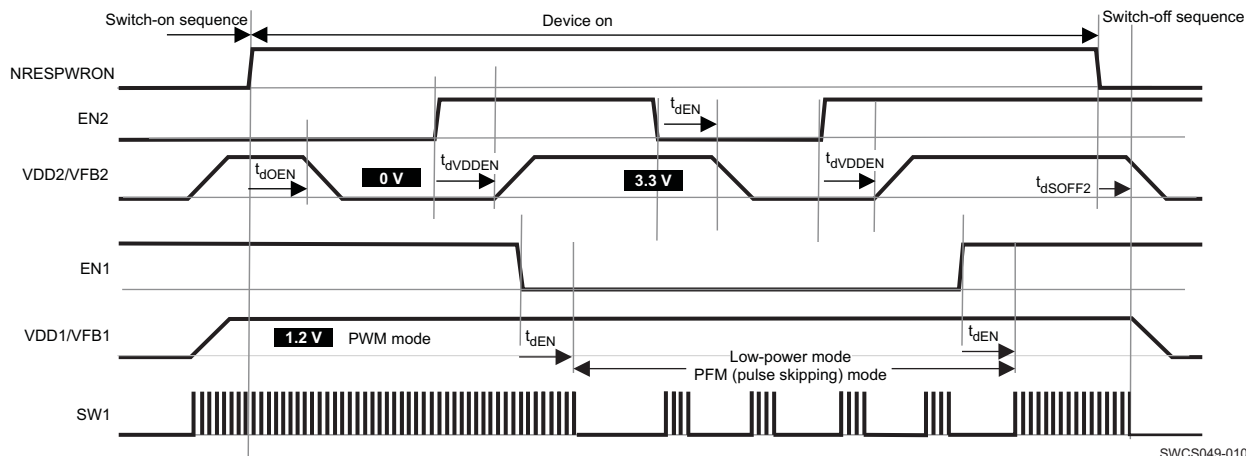 Switch-on sequence
Device on
Switch-off sequence
NRESPWRON
EN2
tdEN
VDD2/VFB2
tdOEN
0 V
tdVDDEN
3.3 V
tdVDDEN
tdSOFF2
EN1
VDD1/VFB1
1.2 V PWM mode
tdEN
Low-power mode
PFM (pulse skipping) mode
tdEN
SW1
SWCS049-010